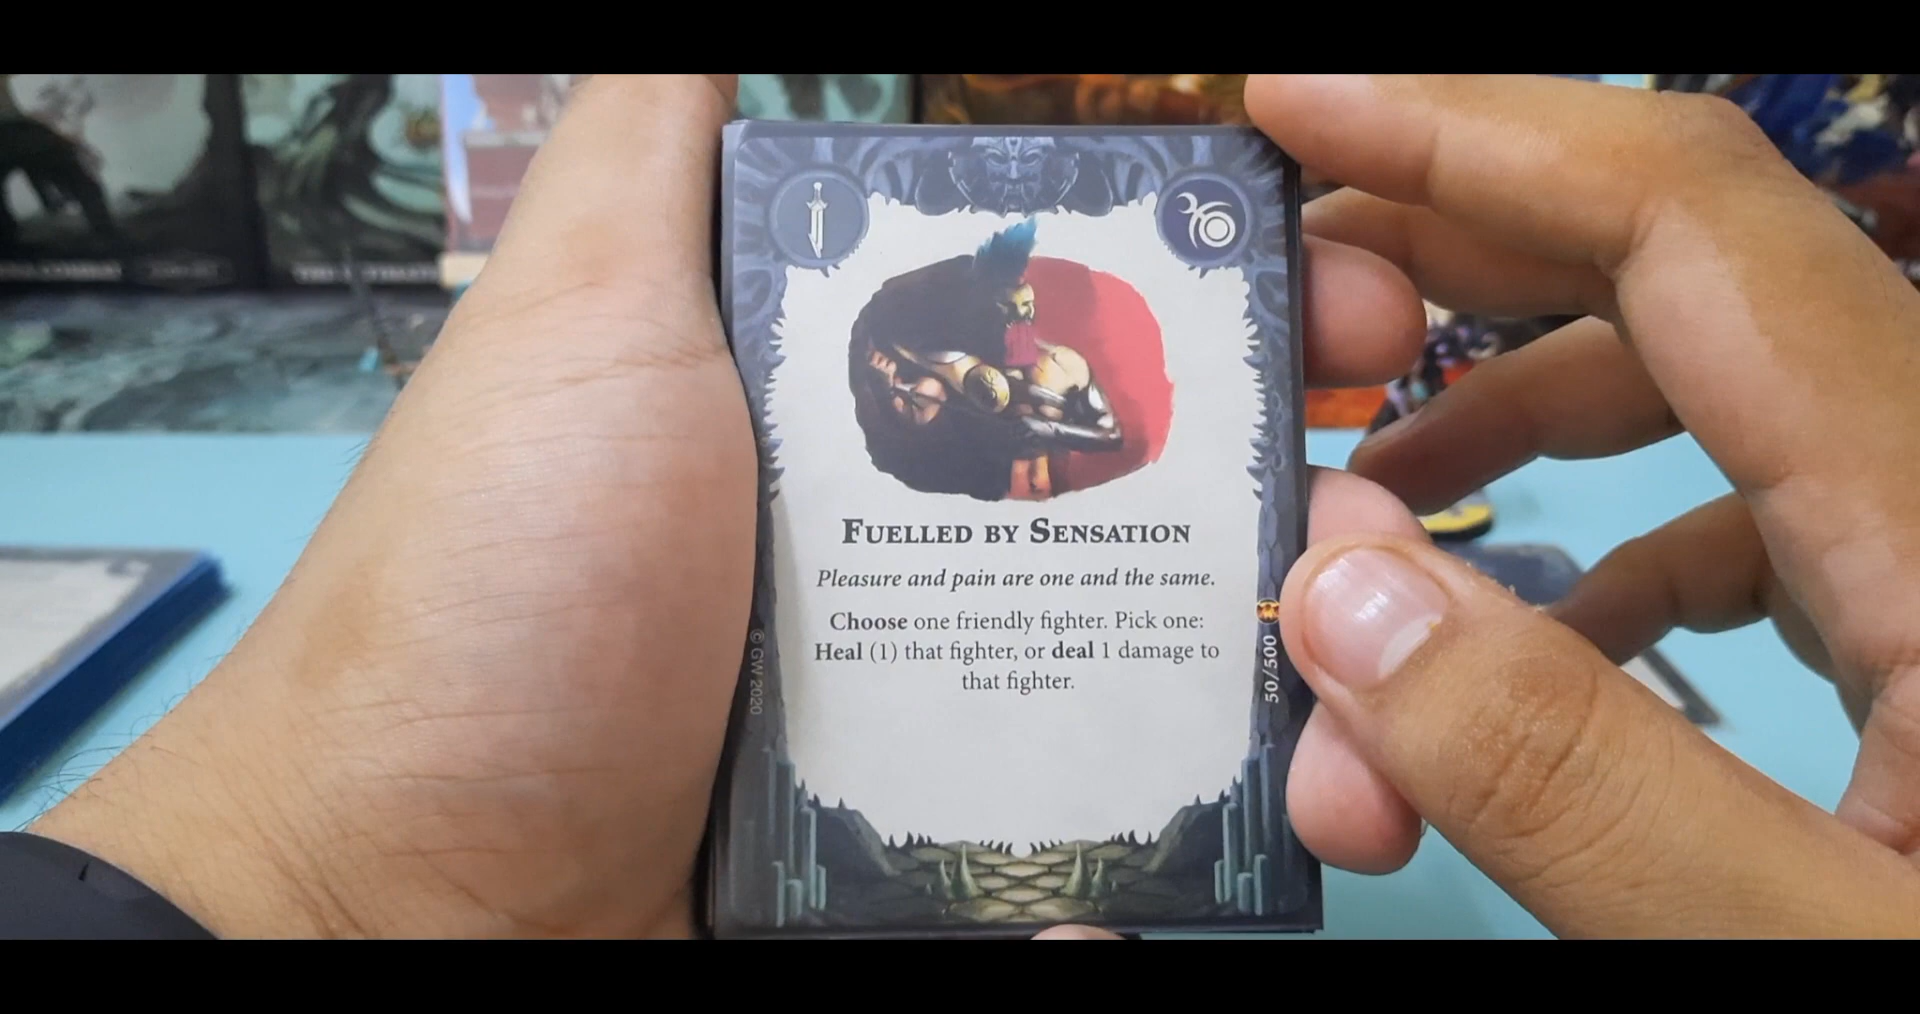 FUELLED BY SENSATION
Pleasure and pain are one and the same.
Choose one friendly fighter. Pick one:
Heal (1) that fighter, or deal 1 damage to
that fighter.
© GW 2020
50/500